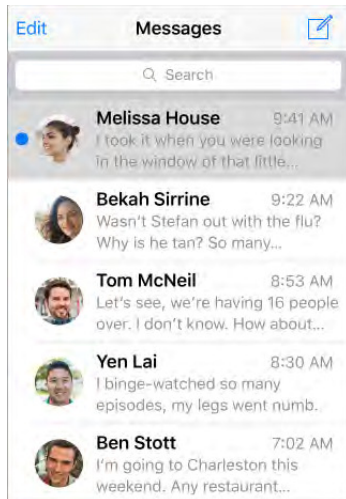 Edit Messages
Search
Melissa House 9:41 AM
I took it when you were looking
in the window of that little...
Bekah Sirrine 9:22 AM
Wasn't Stefan out with the flu?
Why is he tan? So many...
Tom McNeil 8:53 AM
Let's see, we're having 16 people
over. I don't know. How about...
Yen Lai 8:30 AM
I binge-watched so many
episodes, my legs went numb.
Ben Stott 7:02 AM
I'm going to Charleston this
weekend. Any restaurant...